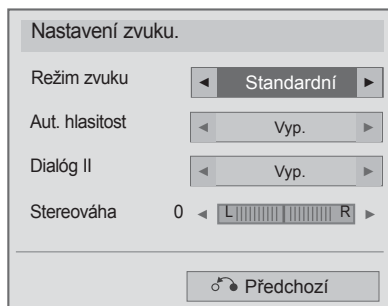 Nastavení zvuku.
Režim zvuku ◄ Standardní ►
Aut. hlasitost ◄ Vyp. ►
Dialóg II ◄ Vyp. ►
Stereováha 0 ◄ L R ►
Předchozí